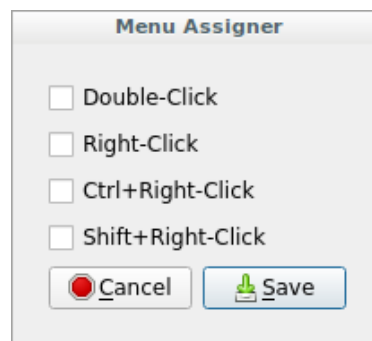 Menu Assigner
Double-Click
Right-Click
Ctrl+Right-Click
Shift+Right-Click
Cancel Save